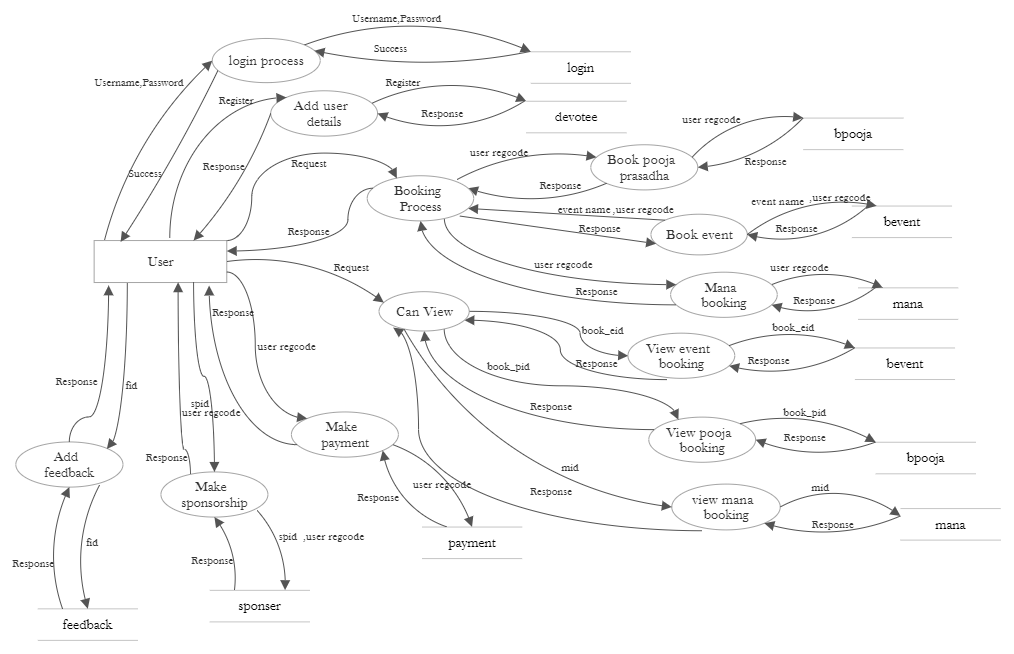 Username,Password
Success
login process
login
Username,Password
Register
Register
Add user
details
Response
devotee
user regcode
bpooja
Book pooja
prasadha
Response
user regcode
Request
Response
Success
Response
Booking
Process
Response
event name ,user regcode
event name ,user regcode
Response
Book event
Response
bevent
Response
User
Request
user regcode
Response
Mana
booking
user regcode
Response
mana
Response
Can View
book_eid
View event
booking
book_eid
Response
bevent
Response
user regcode
book_pid
Response
fid
spid
user regcode
Response
View pooja
booking
book_pid
Response
bpooja
Make
payment
Response
Add
feedback
Make
sponsorship
user regcode
Response
mid
Response
view mana
booking
mid
Response
mana
payment
spid ,user regcode
fid
Response
Response
sponser
feedback